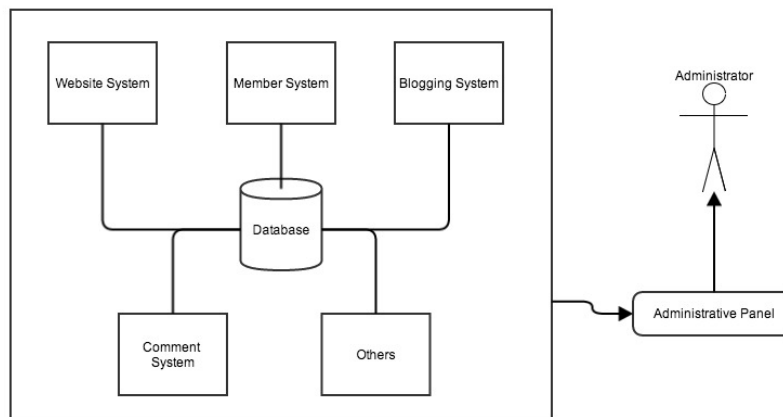 Website System
Member System
Blogging System
Administrator
Database
Administrative Panel
Comment
System
Others